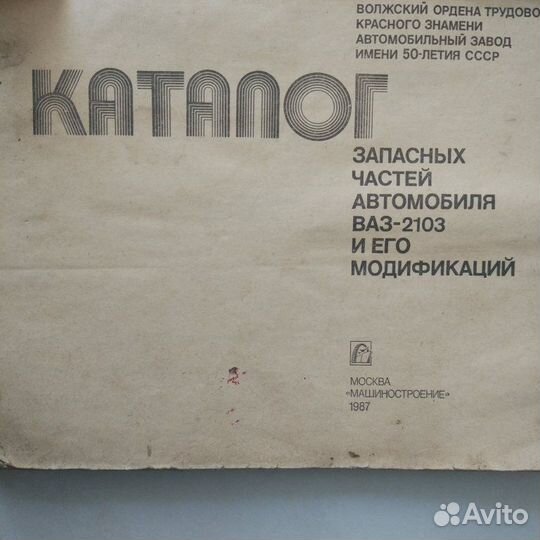 ВОЛЖСКИЙ ОРДЕНА ТРУДОВО
КРАСНОГО ЗНАМЕНИ
АВТОМОБИЛЬНЫЙ ЗАВОД
ИМЕНИ 50-ЛЕТИЯ СССР
КАТАЛОГ
ЗАПАСНЫХ
ЧАСТЕЙ
АВТОМОБИЛЯ
ВАЗ-2103
И ЕГО
МОДИФИКАЦИЙ
МОСКВА
«МАШИНОСТРОЕНИЕ»
1987
Avito